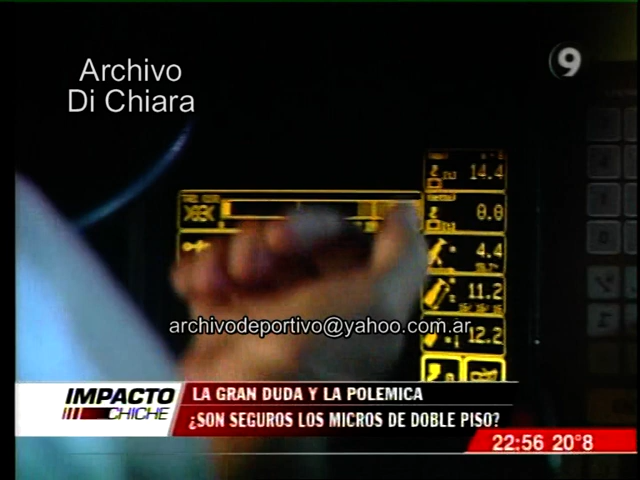 Archivo
Di Chiara
9
14.4
0.0
4.4
11.2
12.2
archivodeportivo@yahoo.com.ar
IMPACTO
CHICHE
LA GRAN DUDA Y LA POLEMICA
¿SON SEGUROS LOS MICROS DE DOBLE PISO?
22:56 20°8